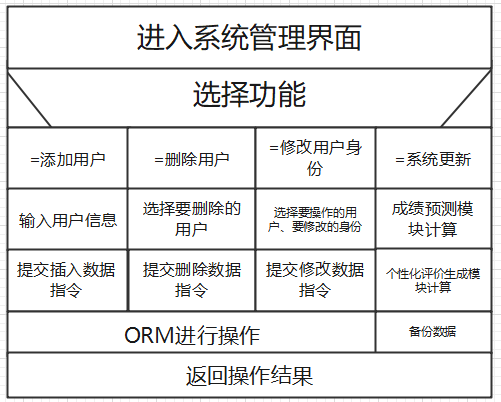 进入系统管理界面
选择功能
=添加用户
=删除用户
=修改用户身
份
=系统更新
输入用户信息
选择要删除的
用户
选择要操作的用
户、要修改的身份
成绩预测模
块计算
提交插入数据
指令
提交删除数据
指令
提交修改数据
指令
个性化评价生成模
块计算
ORM进行操作
备份数据
返回操作结果